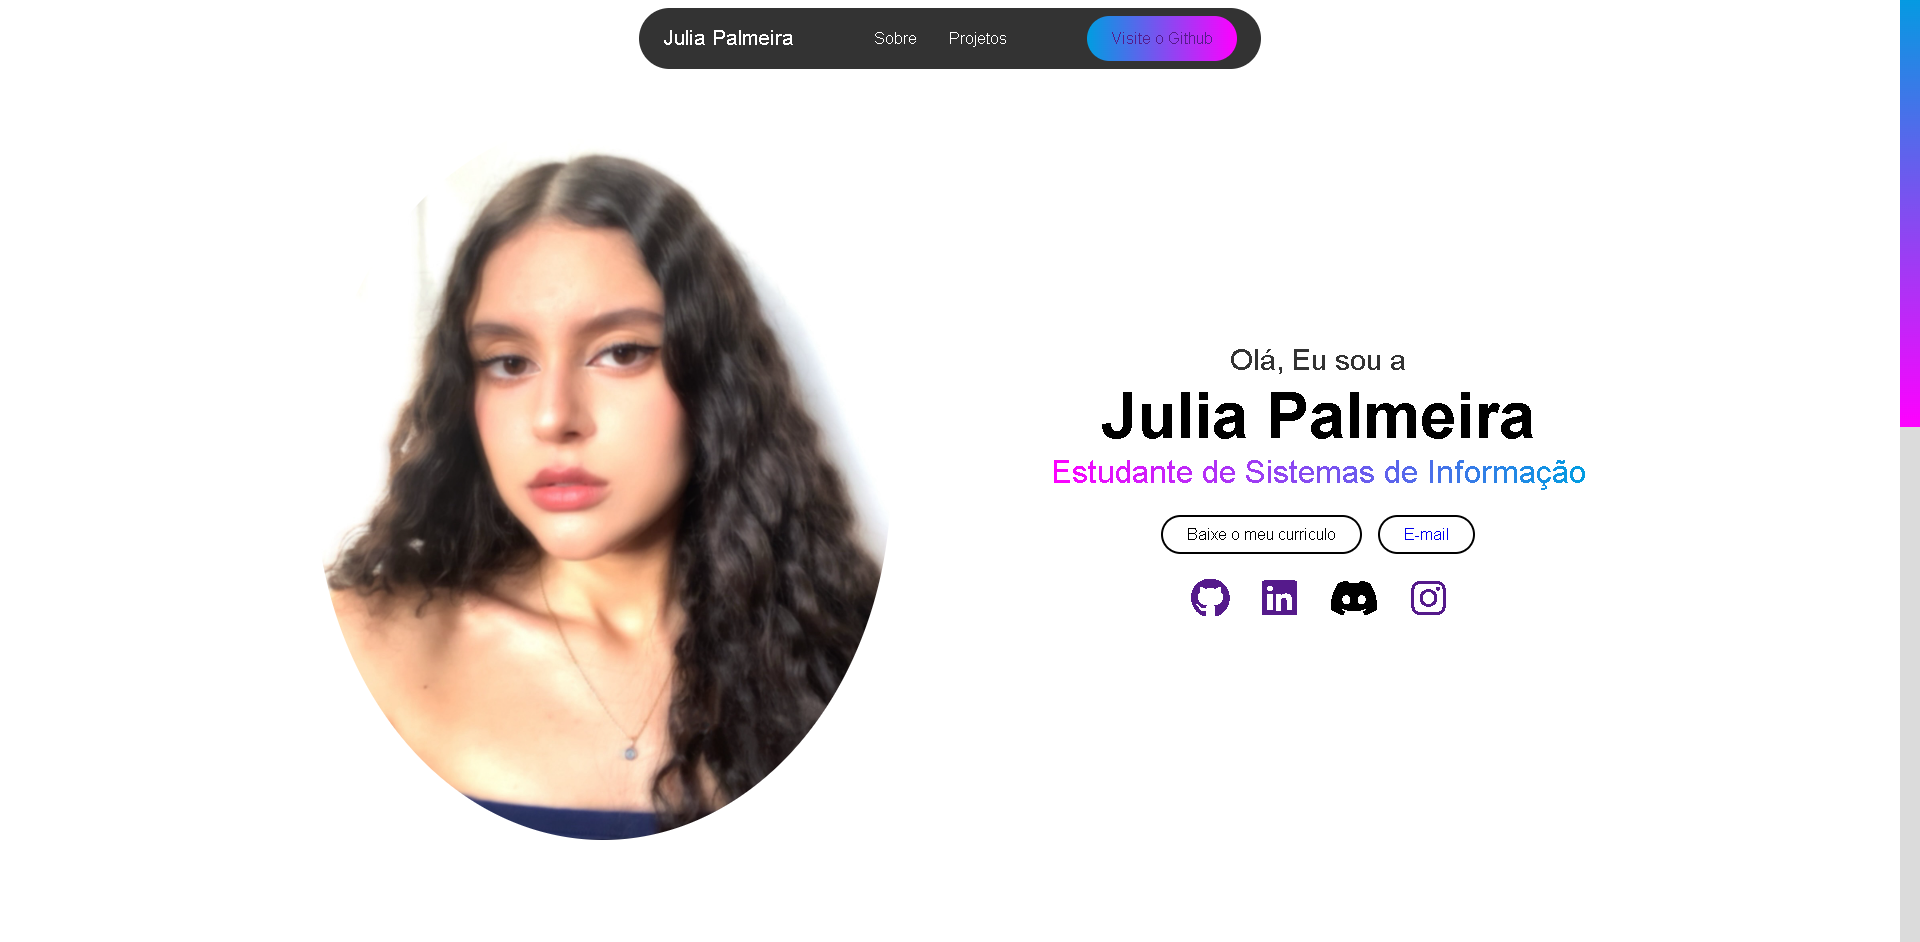 Julia Palmeira
Sobre
Projetos
Visite o Github
Olá, Eu sou a
Julia Palmeira
Estudante de Sistemas de Informação
Baixe o meu curriculo
E-mail
in